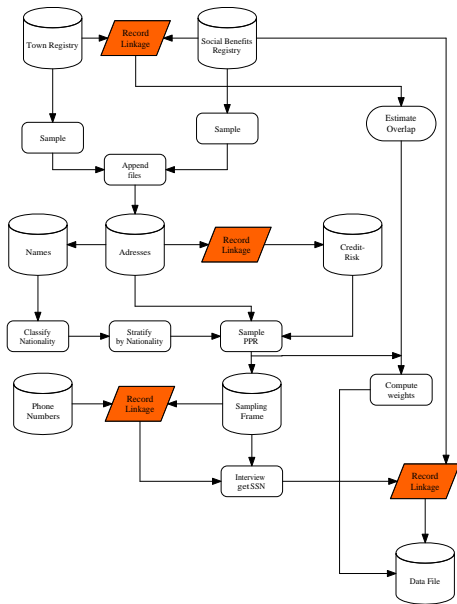 Town Registry
Record
Linkage
Social Benefits
Registry
Sample
Sample
Estimate
Overlap
Append
files
Names
Adresses
Record
Linkage
Credit-
Risk
Classify
Nationality
Stratify
by Nationality
Sample
PPR
Phone
Numbers
Record
Linkage
Sampling
Frame
Compute
weights
Interview
getSSN
Record
Linkage
Data File